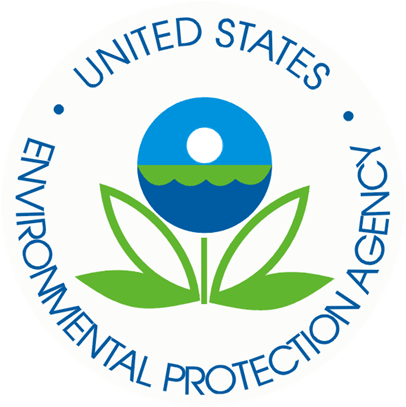 UNITED STATES
ENVIRONMENTAL PROTECTION AGENCY